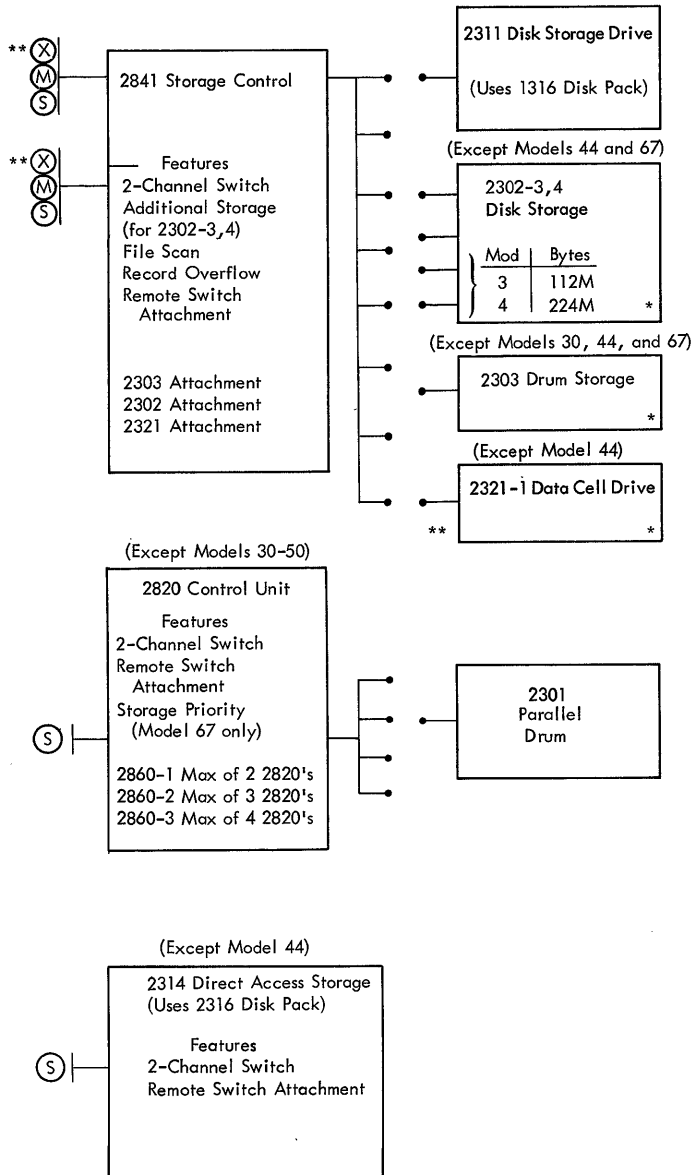 ** X
M
S
2841 Storage Control
** X
M
S
Features
2-Channel Switch
Additional Storage
(for 2302-3,4)
File Scan
Record Overflow
Remote Switch
Attachment
2303 Attachment
2302 Attachment
2321 Attachment
2311 Disk Storage Drive
(Uses 1316 Disk Pack)
(Except Models 44 and 67)
2302-3,4
Disk Storage
Mod Bytes
3 112M
4 224M *
(Except Models 30, 44, and 67)
2303 Drum Storage
*
(Except Model 44)
2321-1 Data Cell Drive
** *
(Except Models 30-50)
2820 Control Unit
Features
2-Channel Switch
Remote Switch
Attachment
Storage Priority
(Model 67 only)
S
2860-1 Max of 2 2820's
2860-2 Max of 3 2820's
2860-3 Max of 4 2820's
2301
Parallel
Drum
(Except Model 44)
2314 Direct Access Storage
(Uses 2316 Disk Pack)
Features
2-Channel Switch
Remote Switch Attachment
S